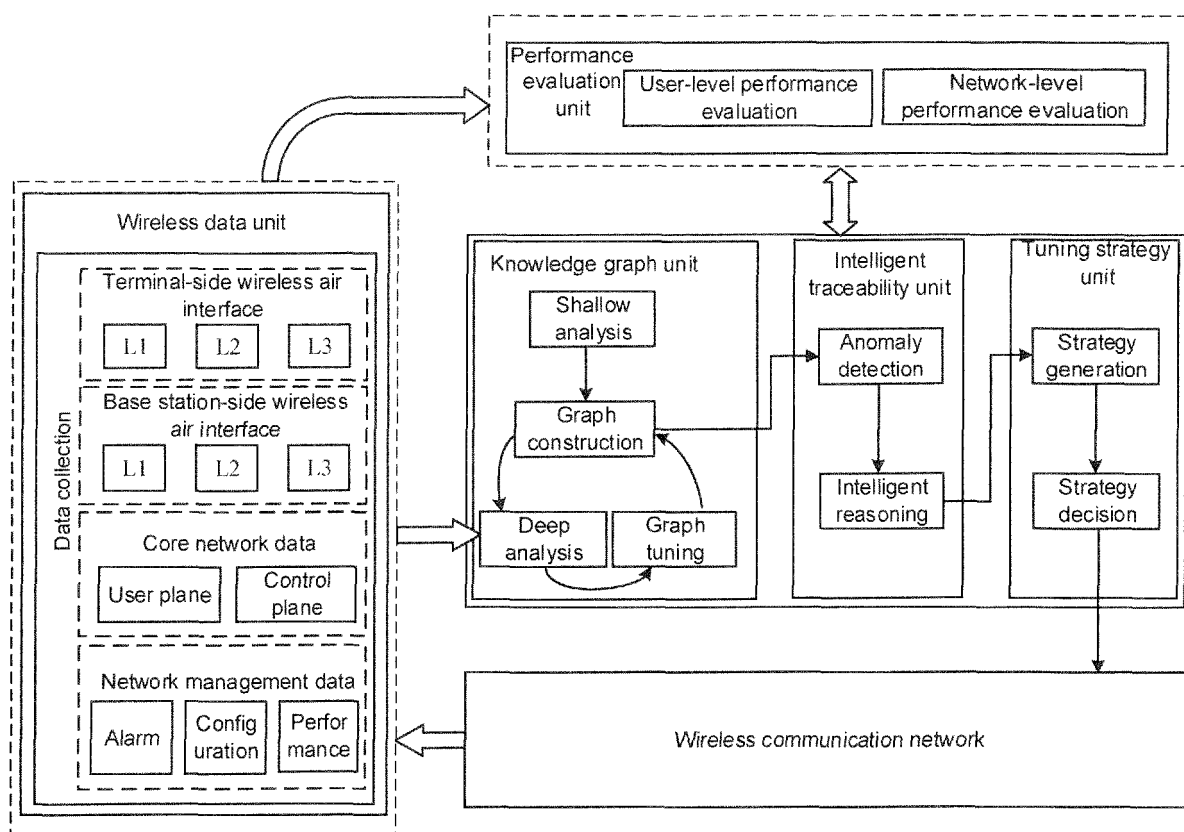 Performance
evaluation
unit
User-level performance
evaluation
Network-level
performance evaluation
Wireless data unit
Data collection
Terminal-side wireless air
interface
L1
L2
L3
Base station-side wireless
air interface
L1
L2
L3
Core network data
User plane
Control
plane
Network management data
Alarm
Config
uration
Perfor
mance
Knowledge graph unit
Shallow
analysis
Graph
construction
Deep
analysis
Graph
tuning
Intelligent
traceability unit
Anomaly
detection
Intelligent
reasoning
Tuning strategy
unit
Strategy
generation
Strategy
decision
Wireless communication network